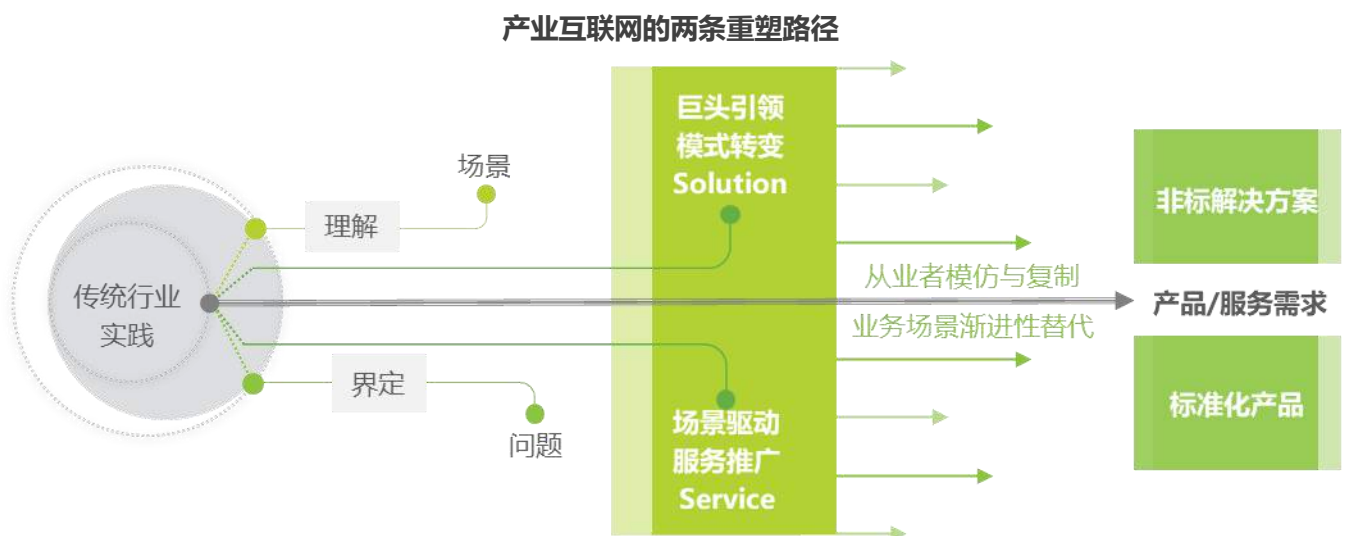 产业互联网的两条重塑路径
场景
理解
传统行业
实践
界定
问题
巨头引领
模式转变
Solution
场景驱动
服务推广
Service
从业者模仿与复制
业务场景渐进性替代
非标解决方案
产品/服务需求
标准化产品